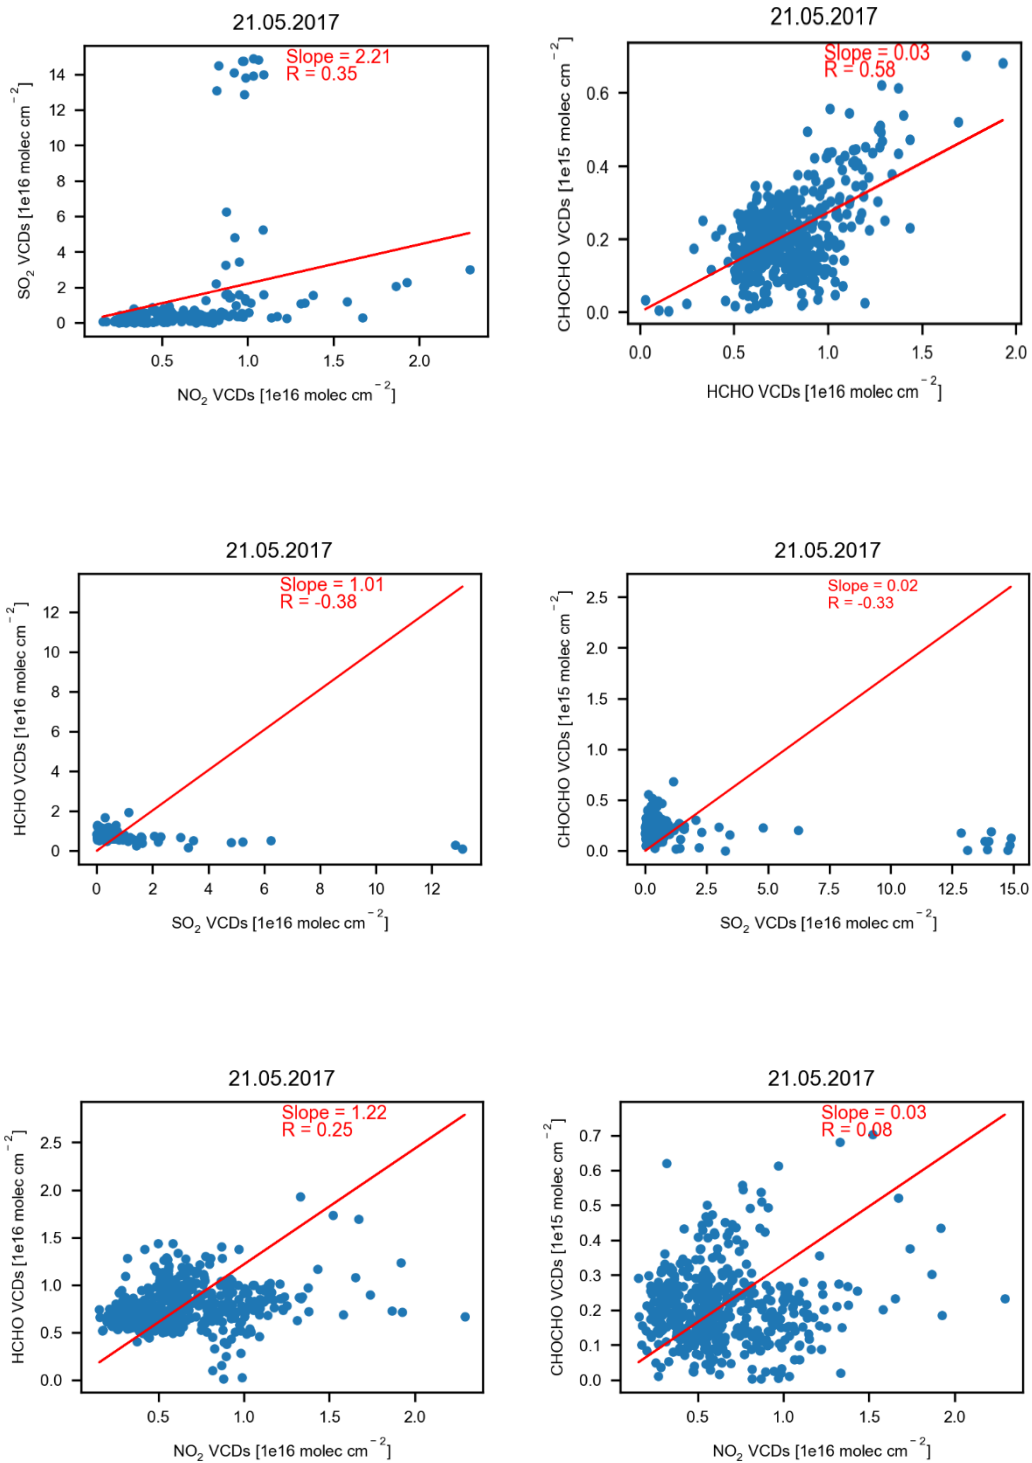 21.05.2017
Slope = 2.21
R = 0.35
14
12
10
8
6
4
2
0
SO₂ VCDs [1e16 molec cm⁻²]
0.5 1.0 1.5 2.0
NO₂ VCDs [1e16 molec cm⁻²]
21.05.2017
Slope = 0.03
R = 0.58
0.6
0.4
0.2
0.0
CHOCHO VCDs [1e15 molec cm⁻²]
0.0 0.5 1.0 1.5 2.0
HCHO VCDs [1e16 molec cm⁻²]
21.05.2017
Slope = 1.01
R = -0.38
12
10
8
6
4
2
0
HCHO VCDs [1e16 molec cm⁻²]
0 2 4 6 8 10 12
SO₂ VCDs [1e16 molec cm⁻²]
21.05.2017
Slope = 0.02
R = -0.33
2.5
2.0
1.5
1.0
0.5
0.0
CHOCHO VCDs [1e15 molec cm⁻²]
0.0 2.5 5.0 7.5 10.0 12.5 15.0
SO₂ VCDs [1e16 molec cm⁻²]
21.05.2017
Slope = 1.22
R = 0.25
2.5
2.0
1.5
1.0
0.5
0.0
HCHO VCDs [1e16 molec cm⁻²]
0.5 1.0 1.5 2.0
NO₂ VCDs [1e16 molec cm⁻²]
21.05.2017
Slope = 0.03
R = 0.08
0.7
0.6
0.5
0.4
0.3
0.2
0.1
0.0
CHOCHO VCDs [1e15 molec cm⁻²]
0.5 1.0 1.5 2.0
NO₂ VCDs [1e16 molec cm⁻²]